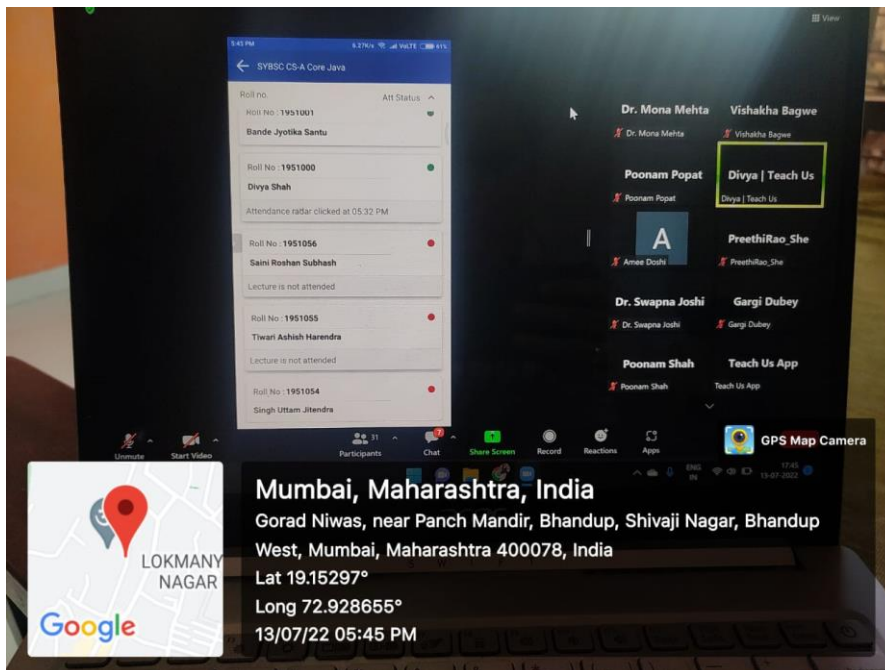 View
5:45 PM 6.27K/s VoLTE 61%
SYBSC CS-A Core Java
Roll no. Att Status
Roll No : 1951001
Bande Jyotika Santu
Roll No : 1951000
Divya Shah
Attendance radar clicked at 05:32 PM
Roll No : 1951056
Saini Roshan Subhash
Lecture is not attended
Roll No : 1951055
Tiwari Ashish Harendra
Lecture is not attended
Roll No : 1951054
Singh Uttam Jitendra
Dr. Mona Mehta Vishakha Bagwe
Dr. Mona Mehta Vishakha Bagwe
Poonam Popat Divya | Teach Us
Poonam Popat Divya | Teach Us
A PreethiRao_She
Amee Doshi PreethiRao_She
Dr. Swapna Joshi Gargi Dubey
Dr. Swapna Joshi Gargi Dubey
Poonam Shah Teach Us App
Poonam Shah Teach Us App
31 7
Unmute Start Video Participants Chat Share Screen Record Reactions Apps
ENG 17:45
IN 13-07-2022
GPS Map Camera
LOKMANY
NAGAR
Google
Mumbai, Maharashtra, India
Gorad Niwas, near Panch Mandir, Bhandup, Shivaji Nagar, Bhandup
West, Mumbai, Maharashtra 400078, India
Lat 19.15297°
Long 72.928655°
13/07/22 05:45 PM